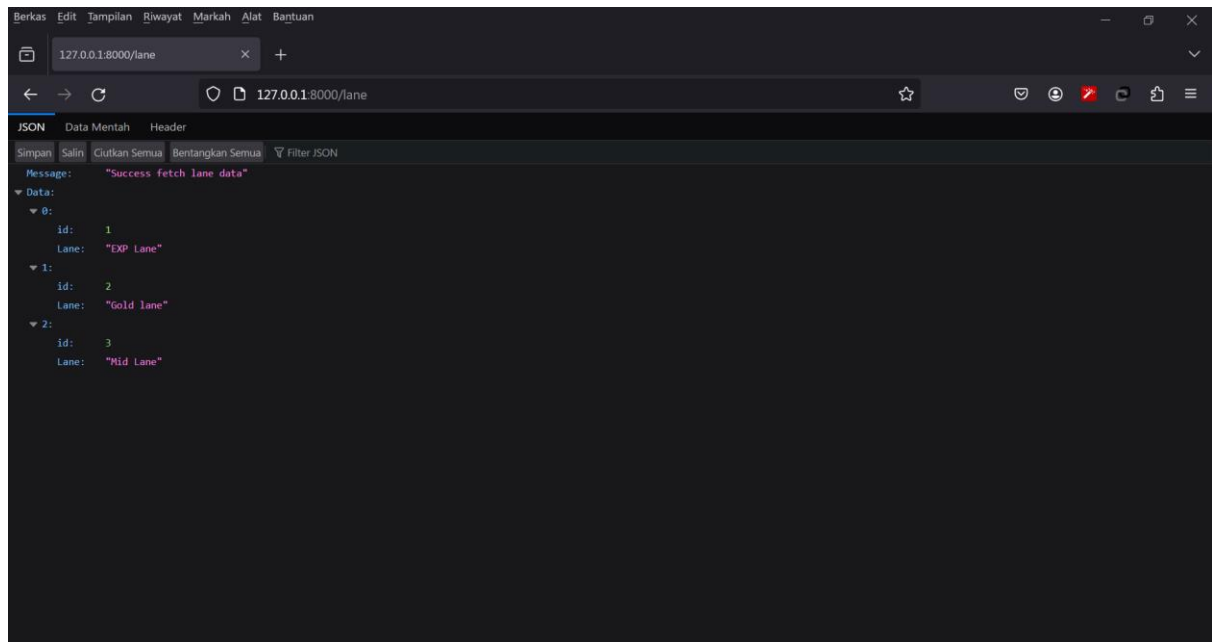 Berkas Edit Tampilan Riwayat Markah Alat Bantuan
127.0.0.1:8000/lane
127.0.0.1:8000/lane
JSON Data Mentah Header
Simpan Salin Ciutkan Semua Bentangkan Semua Filter JSON
Message: "Success fetch lane data"
Data:
0:
id: 1
Lane: "EXP Lane"
1:
id: 2
Lane: "Gold lane"
2:
id: 3
Lane: "Mid Lane"